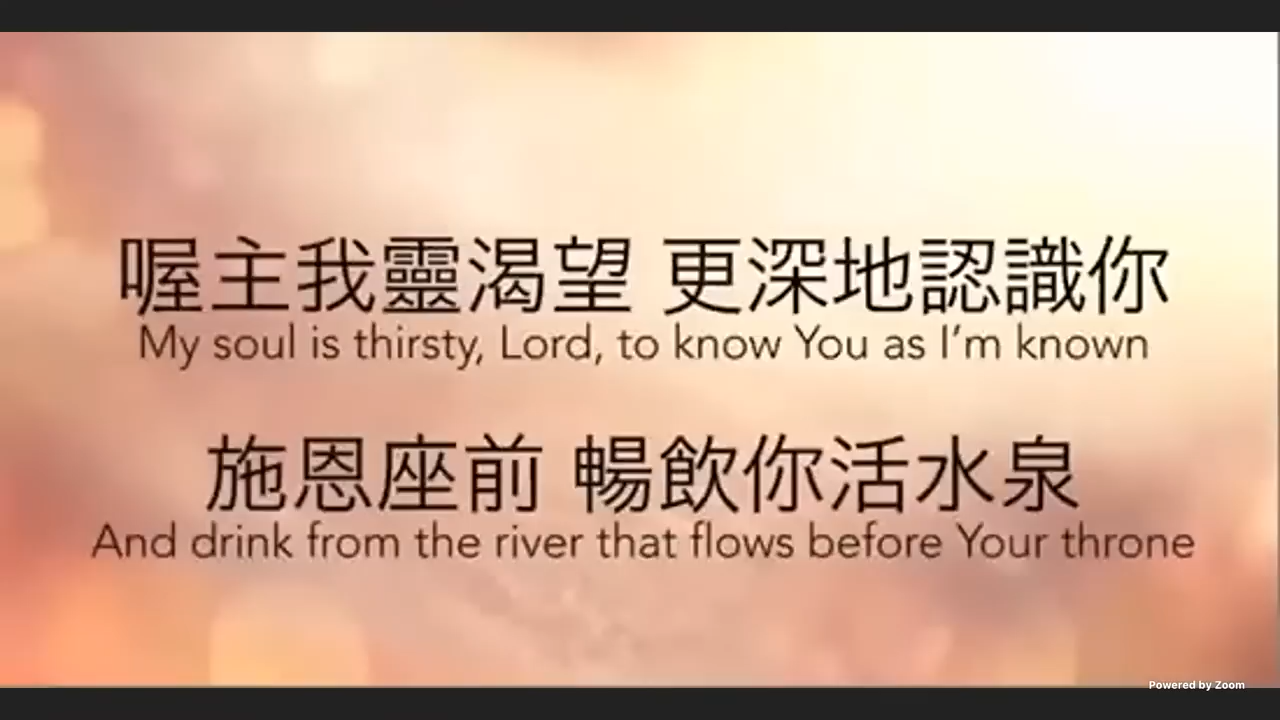 喔主我靈渴望 更深地認識你
My soul is thirsty, Lord, to know You as I’m known
施恩座前 暢飲你活水泉
And drink from the river that flows before Your throne
Powered by Zoom